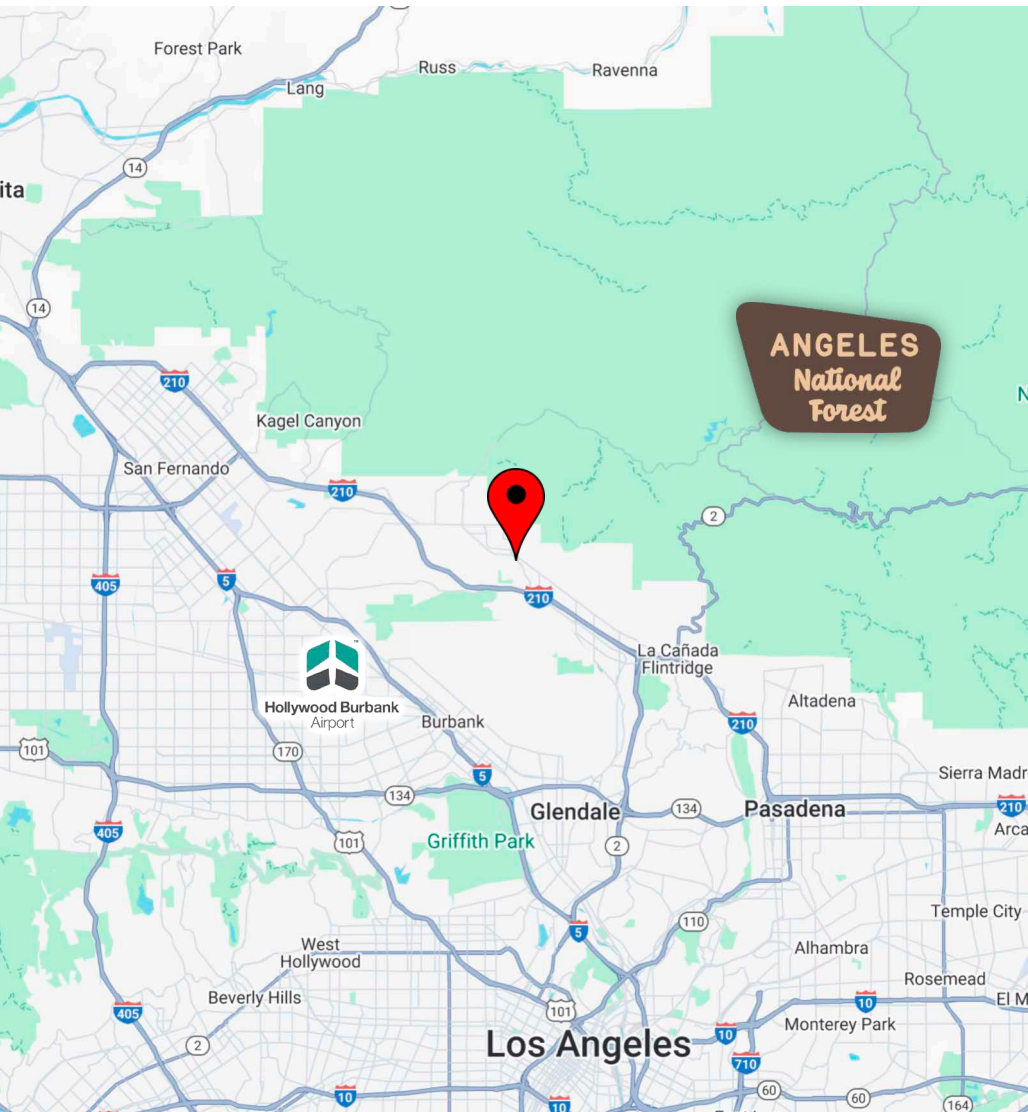 Forest Park
Russ
Ravenna
Lang
14
ita
14
ANGELES
National
Forest
N
210
Kagel Canyon
San Fernando
210
2
405
5
210
La Cañada
Flintridge
™
Hollywood Burbank
Airport
Burbank
Altadena
210
101
170
5
Sierra Madr
134
Glendale
134
Pasadena
210
405
Arca
101
Griffith Park
2
Temple City
110
5
West
Hollywood
Alhambra
Rosemead
Beverly Hills
El M
405
101
10
Monterey Park
Los Angeles
10
2
710
60
60
10
10
164